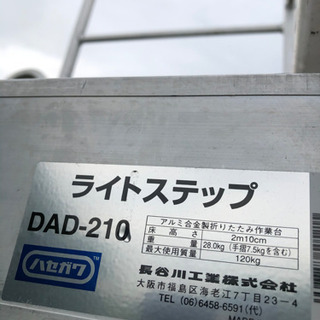 ライトステップ
DAD-210
アルミ合金製折りたたみ作業台
床高さ 2m10cm
重量 28.0kg (手摺7.5kgを含む)
最大使用質量 120kg
ハセガワ
長谷川工業株式会社
大阪市福島区海老江7丁目23-4
TEL (06)6458-6591(代)